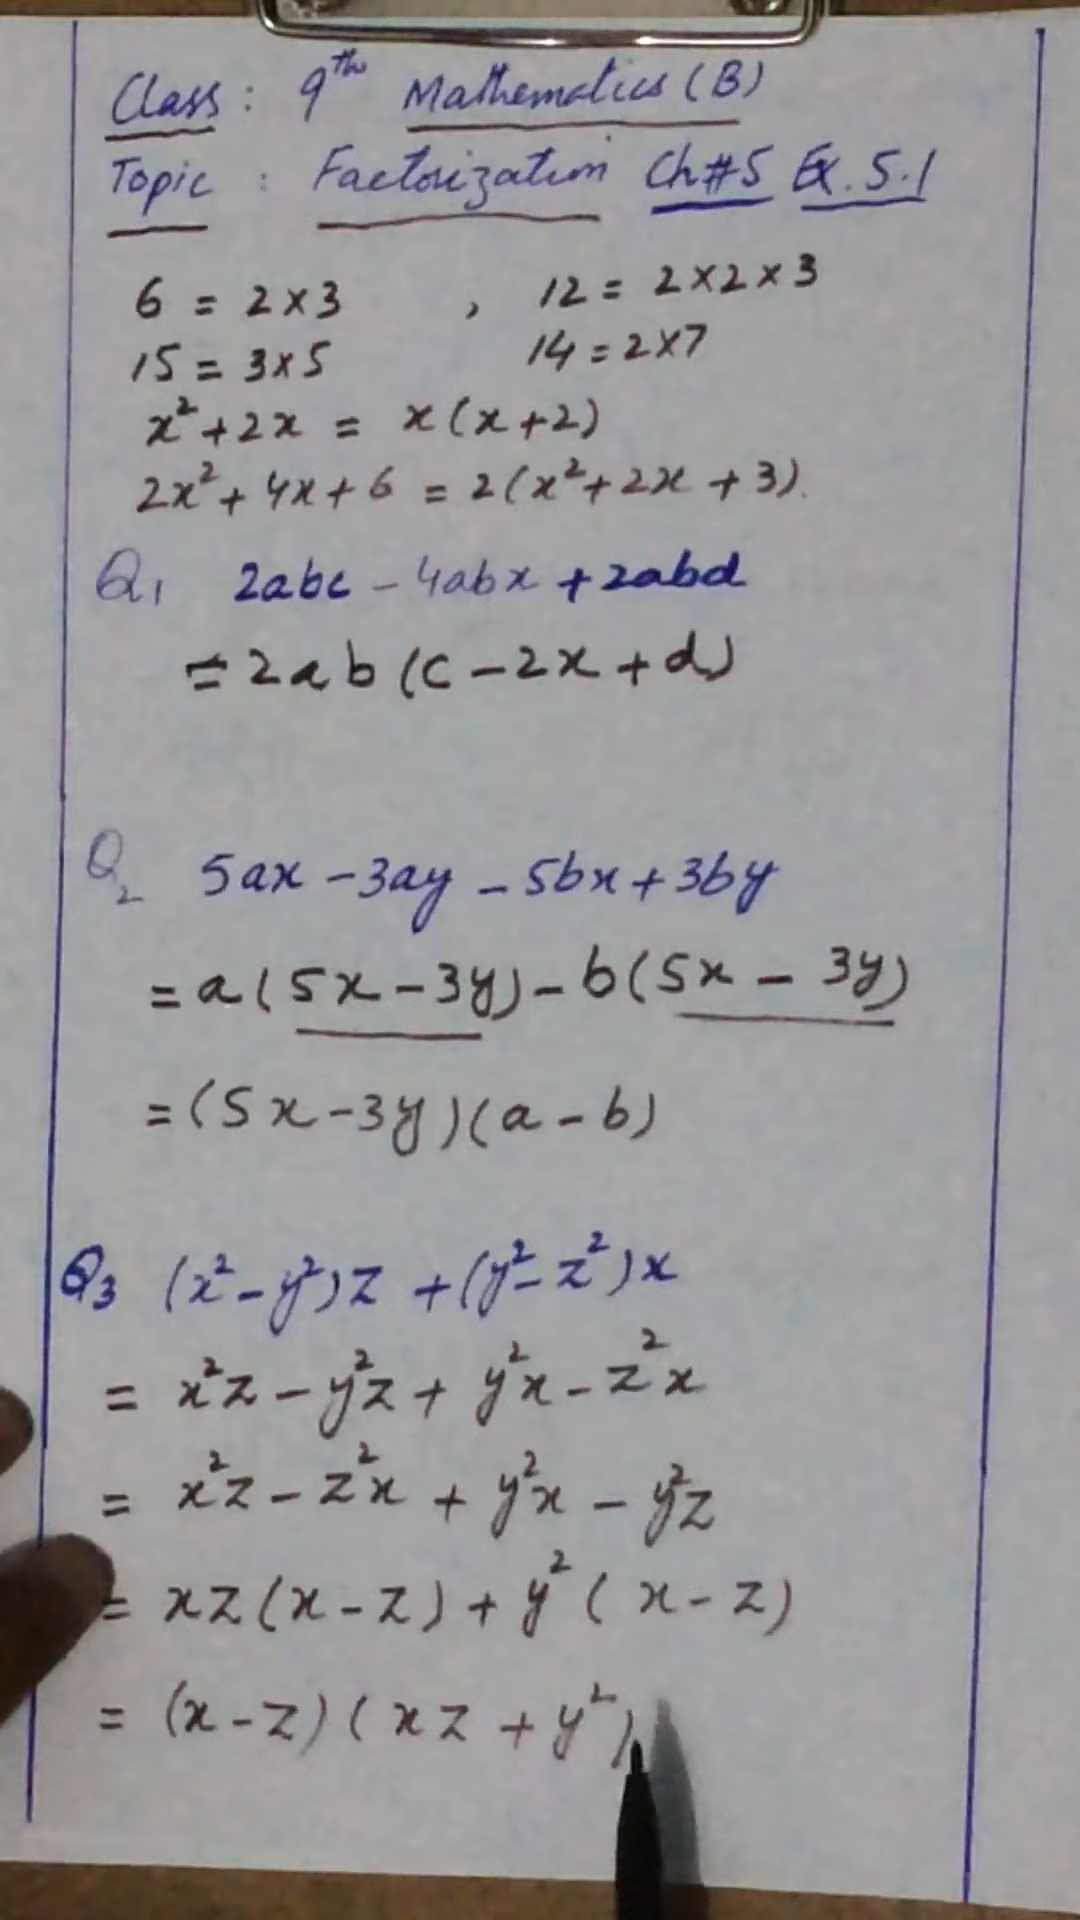 Class : 9th Mathematics (B)
Topic : Factorization Ch#5 Ex. 5.1
6 = 2×3 , 12 = 2×2×3
15 = 3×5 14 = 2×7
x²+2x = x(x+2)
2x²+4x+6 = 2(x²+2x+3).
Q1 2abc - 4abx + 2abd
= 2ab(c-2x+d)
Q2 5ax-3ay-5bx+3by
= a(5x-3y)-b(5x-3y)
= (5x-3y)(a-b)
Q3 (x²-y²)z+(y²-z²)x
= x²z-y²z+y²x-z²x
= x²z-z²x+y²x-y²z
= xz(x-z)+y²(x-z)
= (x-z)(xz+y²)